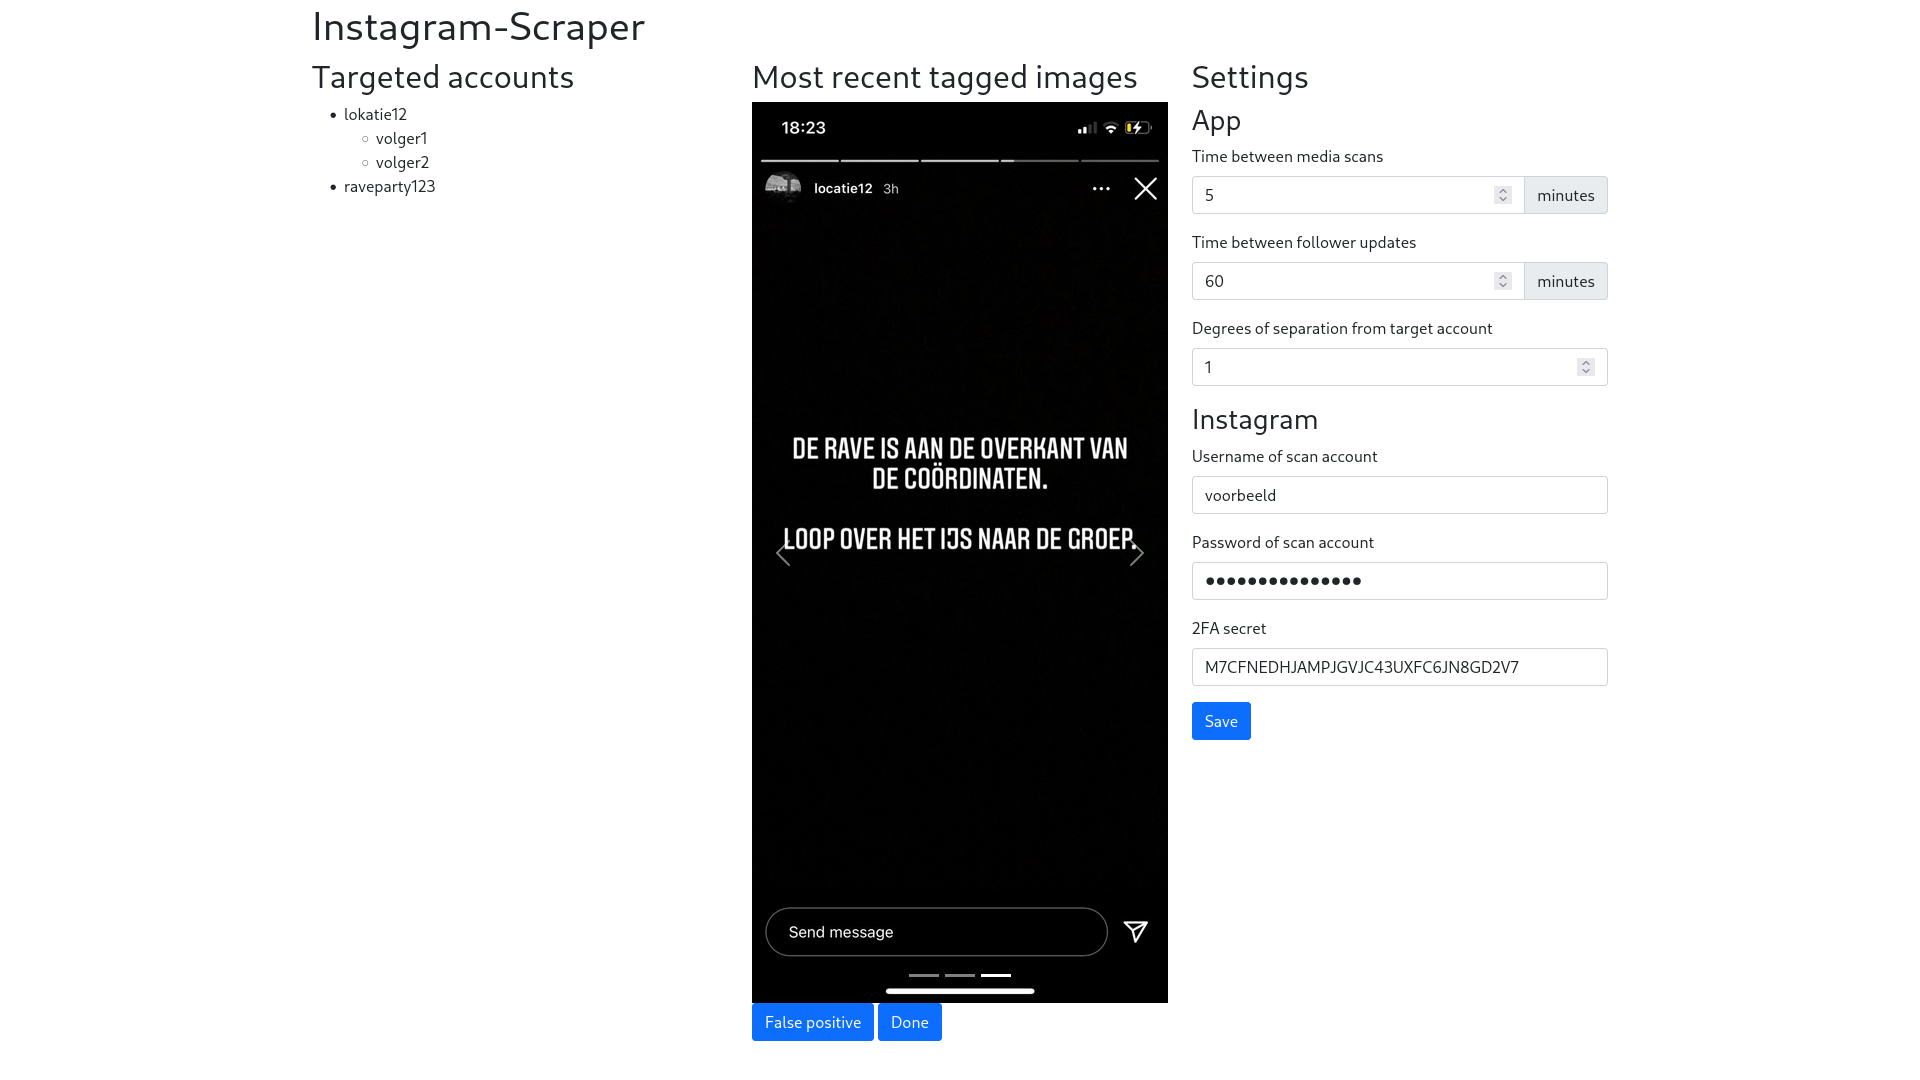 Instagram-Scraper
Targeted accounts
lokatie12
volger1
volger2
raveparty123
Most recent tagged images
18:23
locatie12 3h
DE RAVE IS AAN DE OVERKANT VAN
DE COÖRDINATEN.
LOOP OVER HET IJS NAAR DE GROEP.
Send message
False positive
Done
Settings
App
Time between media scans
5 minutes
Time between follower updates
60 minutes
Degrees of separation from target account
1
Instagram
Username of scan account
voorbeeld
Password of scan account
●●●●●●●●●●●●●●●
2FA secret
M7CFNEDHJAMPJGVJC43UXFC6JN8GD2V7
Save